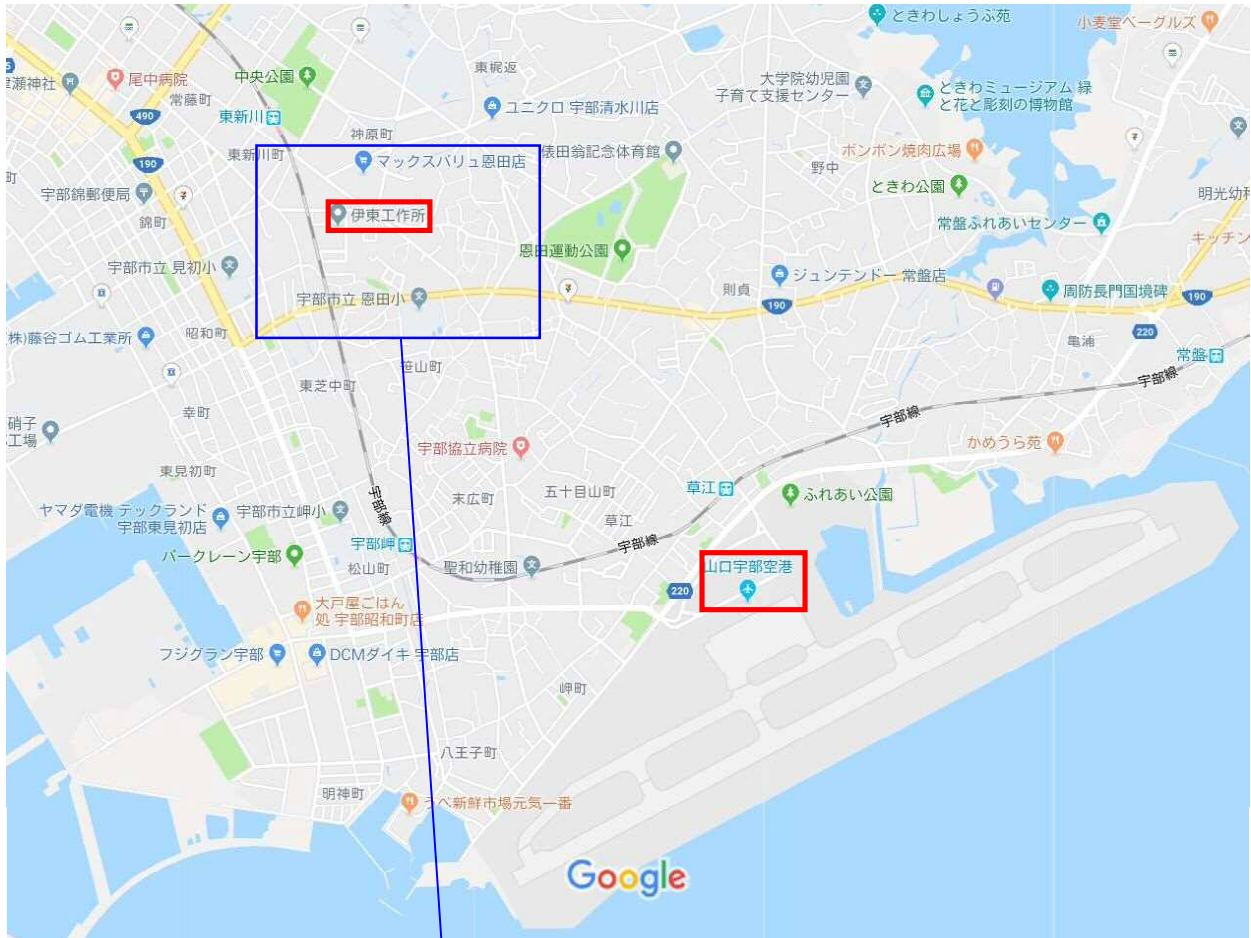 ときわしょうぶ苑
小麦堂ベーグルズ
5
尾中病院
中央公園
東梶返
大学院幼児園
子育て支援センター
ときわミュージアム 緑
と花と彫刻の博物館
常藤町
490
東新川
神原町
ユニクロ 宇部清水川店
190
東新川町
マックスバリュ恩田店
俵田翁記念体育館
野中
ボンボン焼肉広場
ときわ公園
町
宇部錦郵便局
錦町
伊東工作所
明光幼稚
常盤ふれあいセンター
キッチン
恩田運動公園
宇部市立 見初小
宇部市立 恩田小
則貞
ジュンテンドー 常盤店
190
周防長門国境碑
190
(株)藤谷ゴム工業所
昭和町
220
亀浦
常盤
笹山町
東芝中町
宇部線
幸町
宇部線
硝子
工場
宇部協立病院
かめうら苑
東見初町
末広町
五十目山町
草江
ふれあい公園
ヤマダ電機 テックランド
宇部東見初店
宇部市立岬小
宇部線
草江
宇部岬
宇部線
パークレーン宇部
松山町
聖和幼稚園
山口宇部空港
220
大戸屋ごはん
処 宇部昭和町店
フジグラン宇部
DCMダイキ 宇部店
岬町
八王子町
明神町
うべ新鮮市場元気一番
Google